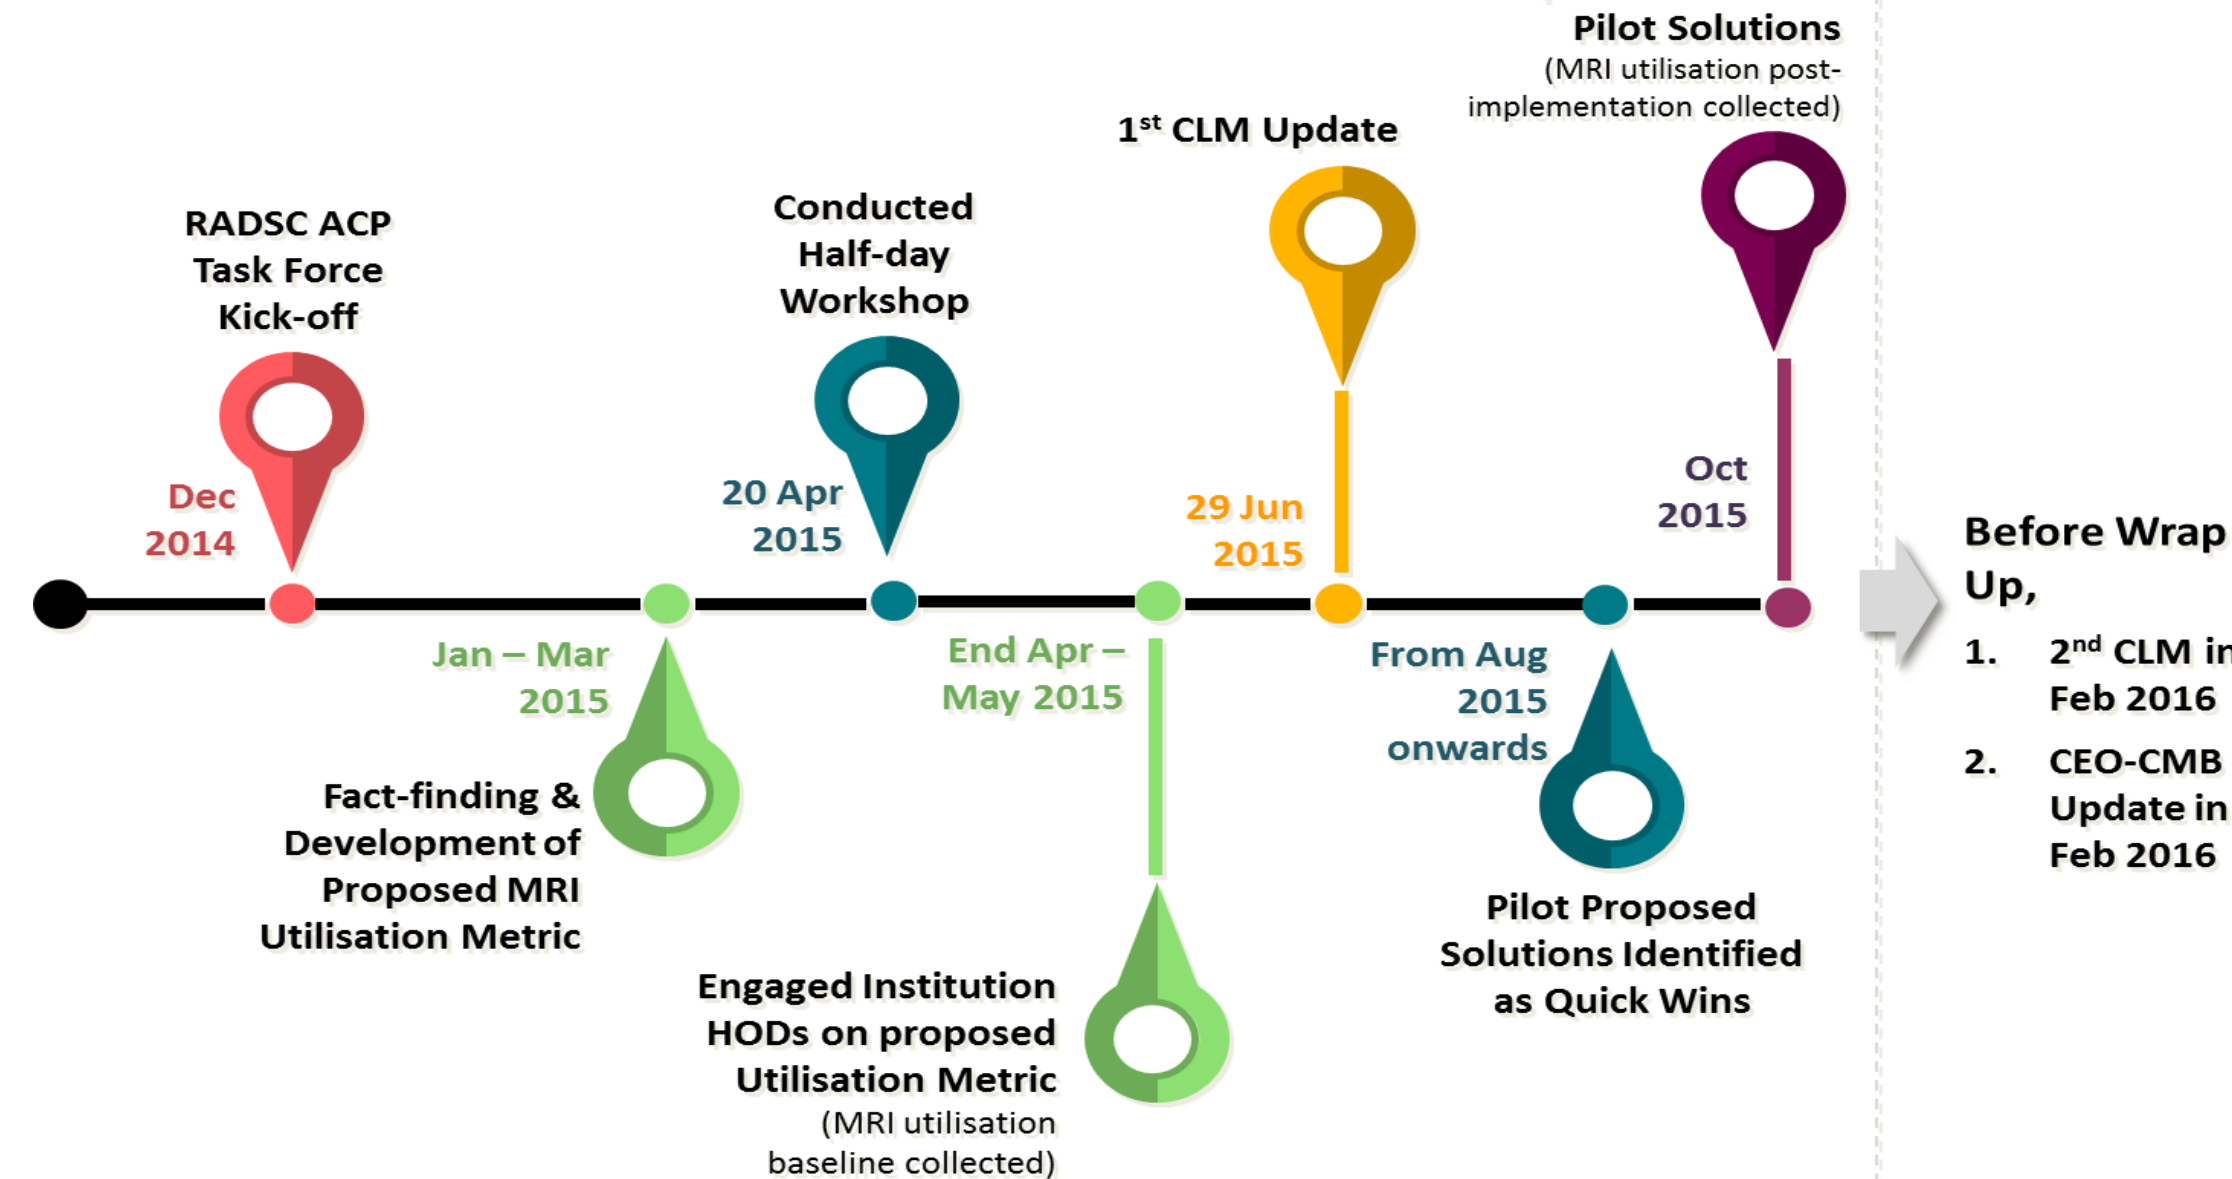 RADSC ACP
Task Force
Kick-off
Dec
2014
Jan – Mar
2015
Fact-finding &
Development of
Proposed MRI
Utilisation Metric
Conducted
Half-day
Workshop
20 Apr
2015
End Apr –
May 2015
Engaged Institution
HODs on proposed
Utilisation Metric
(MRI utilisation
baseline collected)
1st CLM Update
29 Jun
2015
From Aug
2015
onwards
Pilot Proposed
Solutions Identified
as Quick Wins
Pilot Solutions
(MRI utilisation post-
implementation collected)
Oct
2015
Before Wrap
Up,
1. 2nd CLM in
Feb 2016
2. CEO-CMB
Update in
Feb 2016